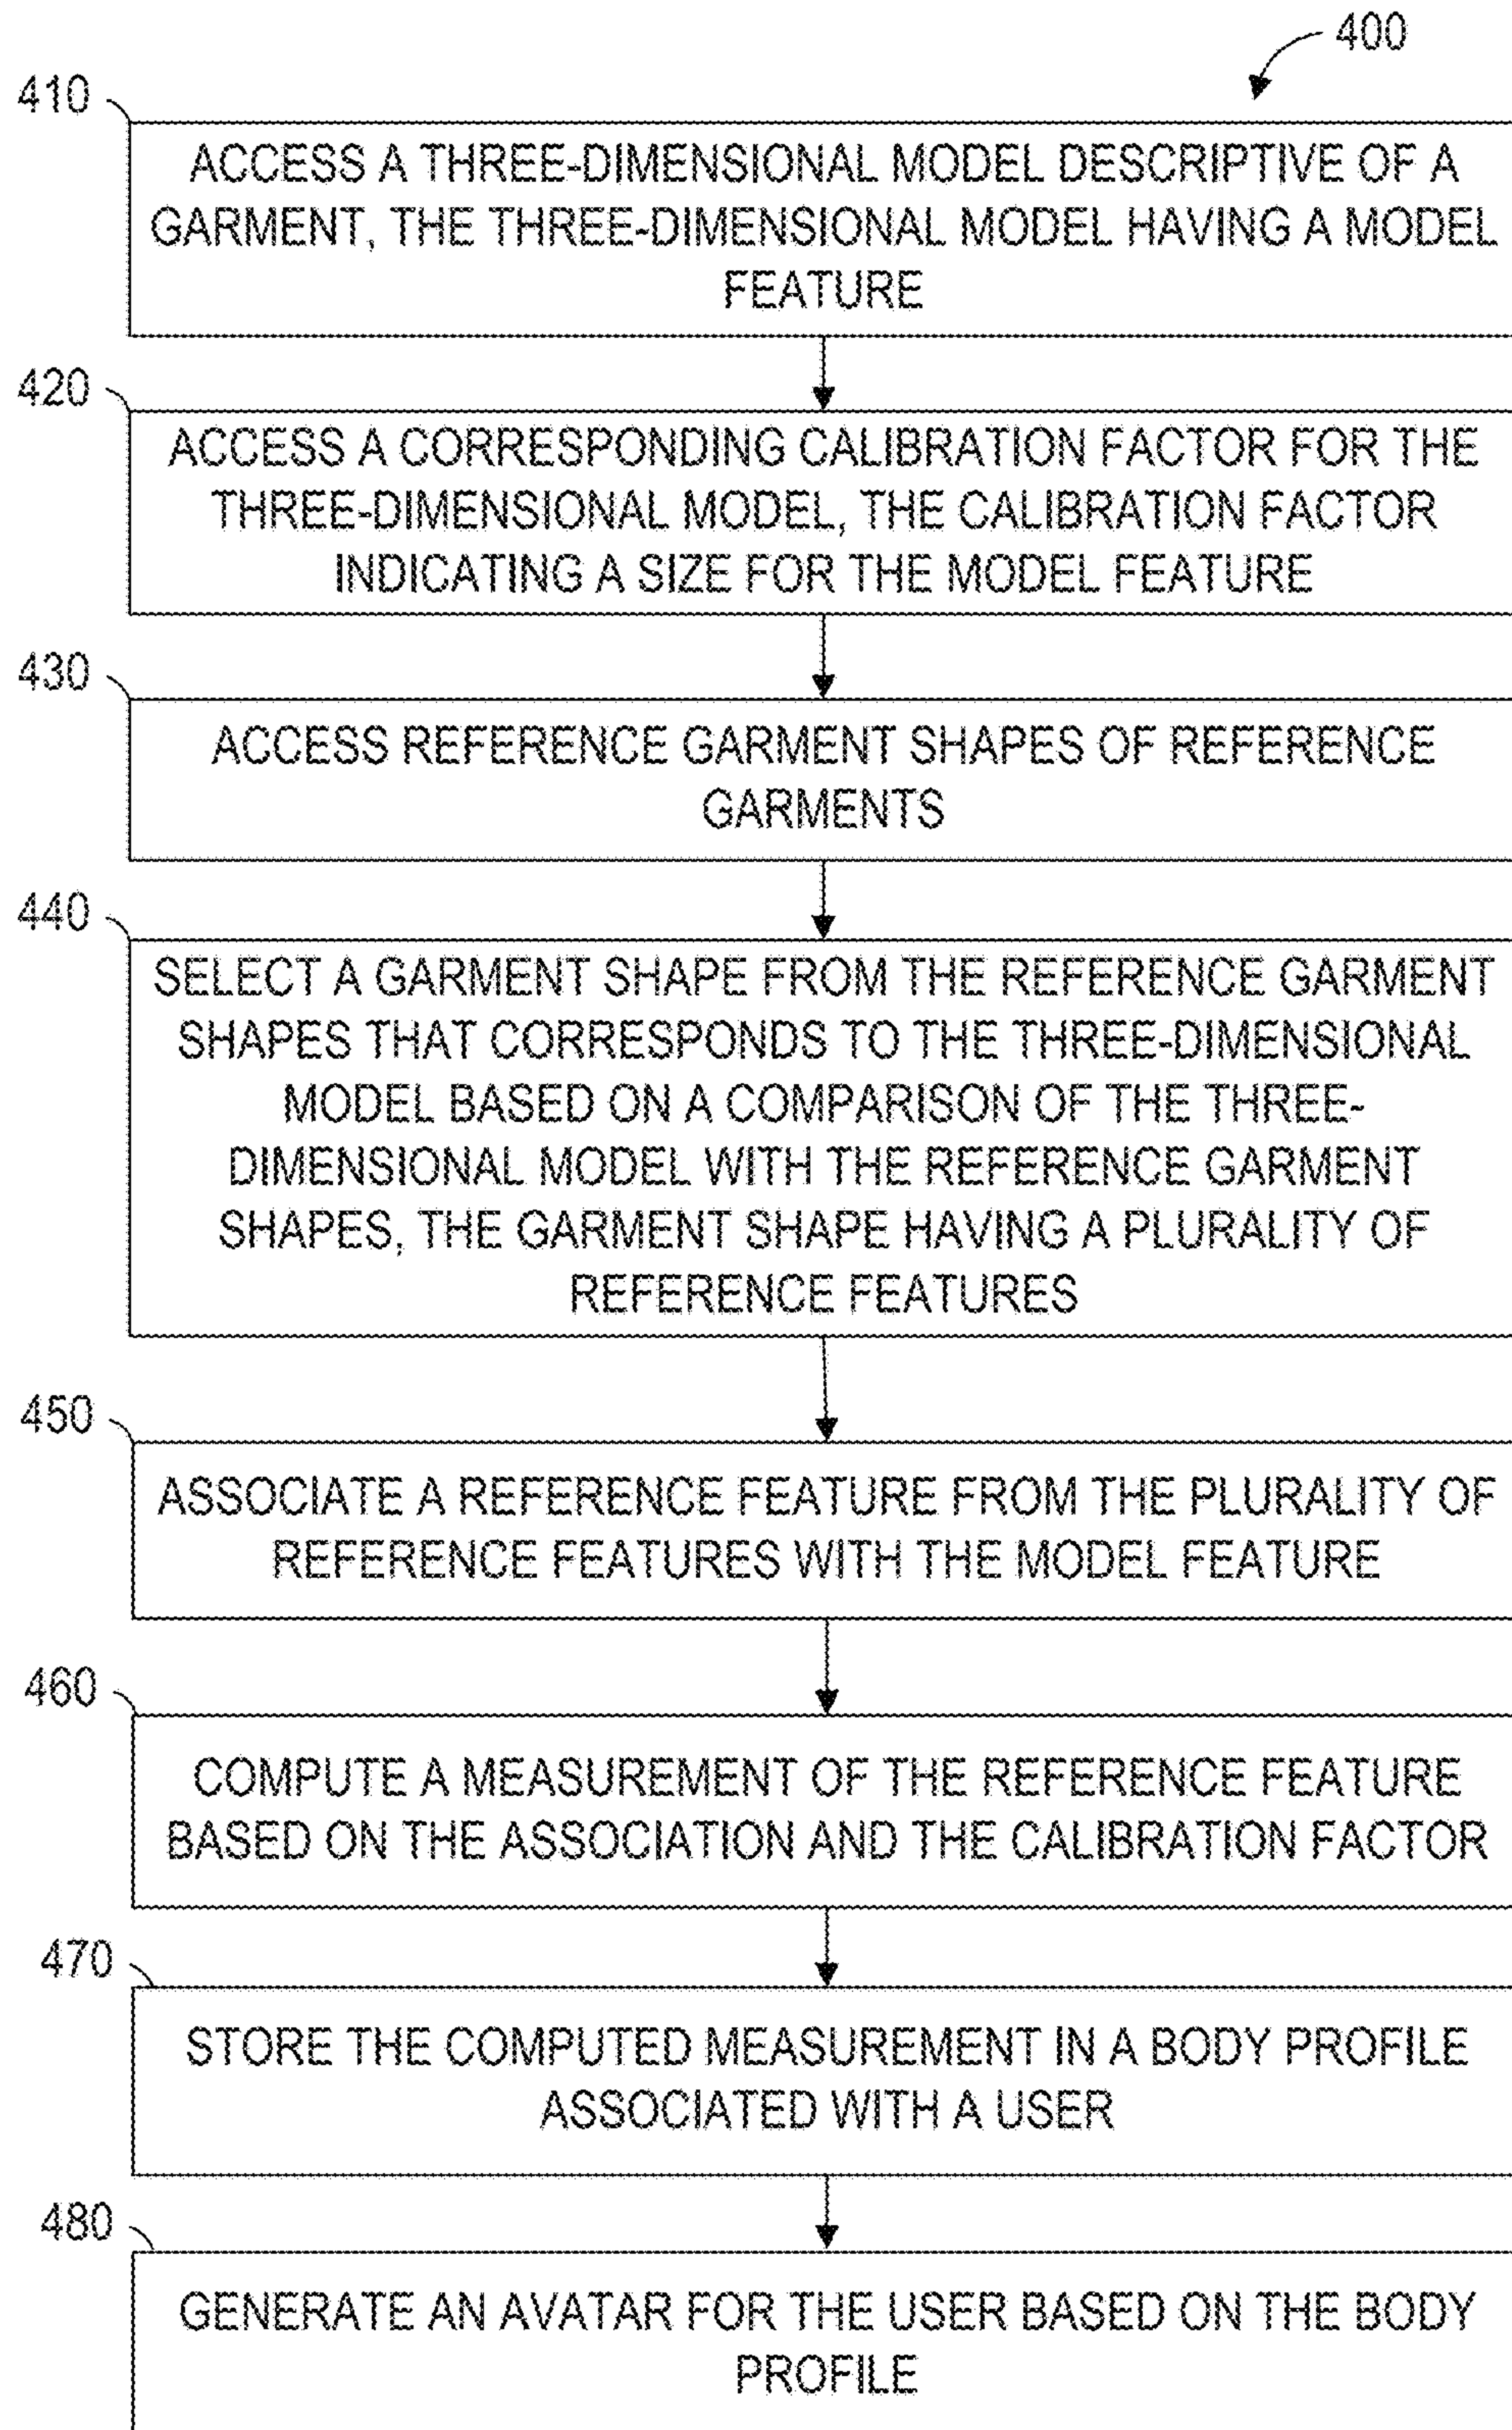 400
410
ACCESS A THREE-DIMENSIONAL MODEL DESCRIPTIVE OF A
GARMENT, THE THREE-DIMENSIONAL MODEL HAVING A MODEL
FEATURE
420
ACCESS A CORRESPONDING CALIBRATION FACTOR FOR THE
THREE-DIMENSIONAL MODEL, THE CALIBRATION FACTOR
INDICATING A SIZE FOR THE MODEL FEATURE
430
ACCESS REFERENCE GARMENT SHAPES OF REFERENCE
GARMENTS
440
SELECT A GARMENT SHAPE FROM THE REFERENCE GARMENT
SHAPES THAT CORRESPONDS TO THE THREE-DIMENSIONAL
MODEL BASED ON A COMPARISON OF THE THREE-
DIMENSIONAL MODEL WITH THE REFERENCE GARMENT
SHAPES, THE GARMENT SHAPE HAVING A PLURALITY OF
REFERENCE FEATURES
450
ASSOCIATE A REFERENCE FEATURE FROM THE PLURALITY OF
REFERENCE FEATURES WITH THE MODEL FEATURE
460
COMPUTE A MEASUREMENT OF THE REFERENCE FEATURE
BASED ON THE ASSOCIATION AND THE CALIBRATION FACTOR
470
STORE THE COMPUTED MEASUREMENT IN A BODY PROFILE
ASSOCIATED WITH A USER
480
GENERATE AN AVATAR FOR THE USER BASED ON THE BODY
PROFILE